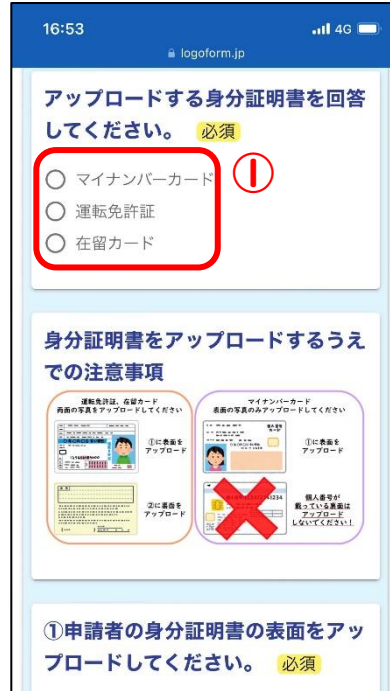 16:53
4G
logoform.jp
アップロードする身分証明書を回答
してください。 必須
マイナンバーカード
①
運転免許証
在留カード
身分証明書をアップロードするうえ
での注意事項
運転免許証、在留カード
両面の写真をアップロードしてください
①に表面を
アップロード
②に裏面を
アップロード
マイナンバーカード
表面の写真のみアップロードしてください
①に表面を
アップロード
個人番号が
載っている裏面は
アップロード
しないでください!
①申請者の身分証明書の表面をアッ
プロードしてください。 必須